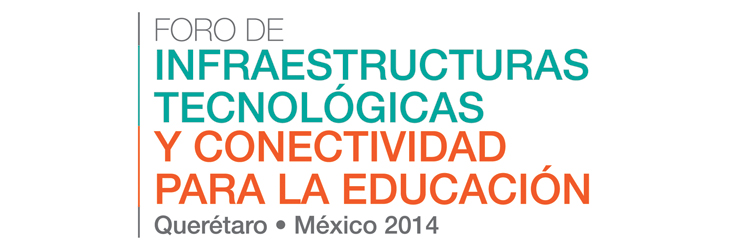 FORO DE
INFRAESTRUCTURAS
TECNOLÓGICAS
Y CONECTIVIDAD
PARA LA EDUCACIÓN
Querétaro • México 2014